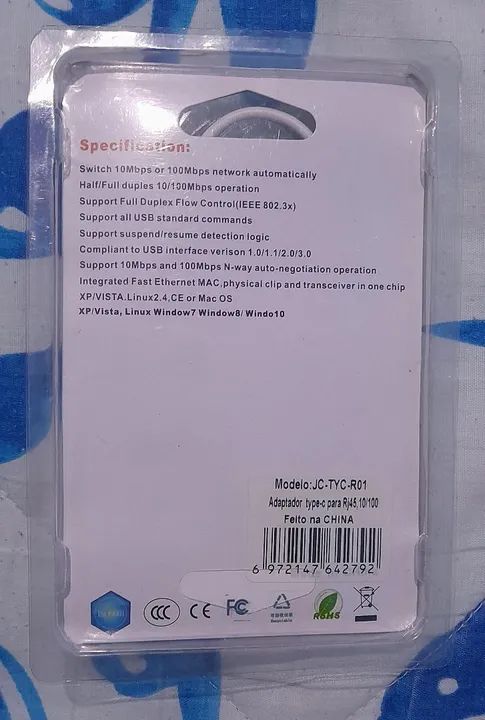 Specification:
Switch 10Mbps or 100Mbps network automatically
Half/Full duples 10/100Mbps operation
Support Full Duplex Flow Control(IEEE 802.3x)
Support all USB standard commands
Support suspend/resume detection logic
Compliant to USB interface verison 1.0/1.1/2.0/3.0
Support 10Mbps and 100Mbps N-way auto-negotiation operation
Integrated Fast Ethernet MAC,physical clip and transceiver in one chip
XP/VISTA.Linux2.4,CE or Mac OS
XP/Vista, Linux Window7 Window8/ Windo10
Modelo:JC-TYC-R01
Adaptador type-c para Rj45,10/100
Feito na CHINA
6 972147 642792
CCC CE FC RoHS